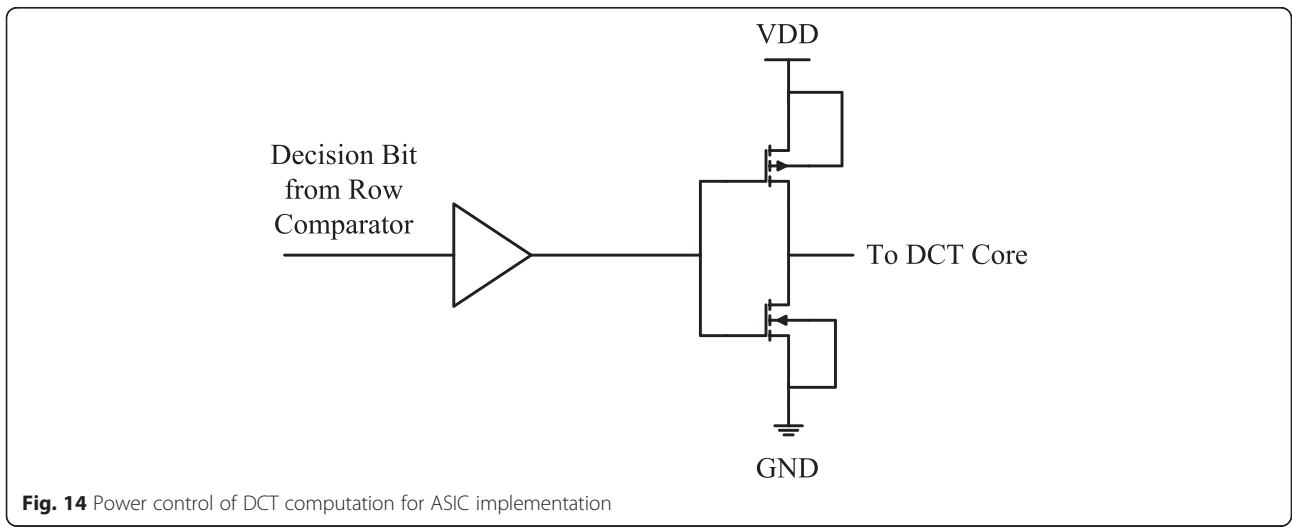 VDD
Decision Bit
from Row
Comparator
To DCT Core
GND
Fig. 14 Power control of DCT computation for ASIC implementation